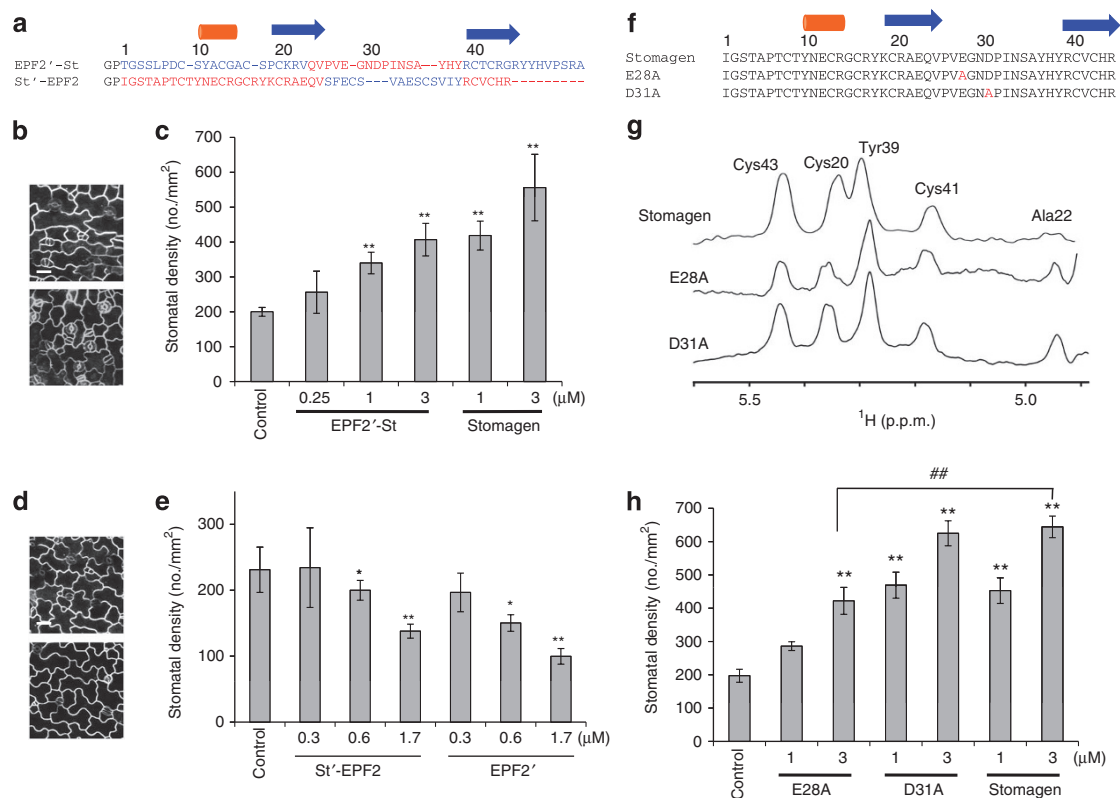 a
1 10 20 30 40
EPF2′-St GPTGSSLPDC-SYACGAC-SPCKRVQVPVE-GNDPINSA--YHYRCTCRGRYYHVPSRA
St′-EPF2 GPIGSTAPTCTYNECRGCRYKCRAEQVSFECS---VAESCSVIYRCVCHR----------
b
c
Stomatal density (no./mm²)
700
600
500
400
300
200
100
0
** ** ** **
Control 0.25 1 3 1 3 (μM)
EPF2′-St Stomagen
d
e
Stomatal density (no./mm²)
300
200
100
0
* ** * **
Control 0.3 0.6 1.7 0.3 0.6 1.7 (μM)
St′-EPF2 EPF2′
f
1 10 20 30 40
Stomagen IGSTAPTCTYNECRGCRYKCRAEQVPVEGNDPINSAYHYRCVCHR
E28A IGSTAPTCTYNECRGCRYKCRAEQVPVAGNDPINSAYHYRCVCHR
D31A IGSTAPTCTYNECRGCRYKCRAEQVPVEGNAPINSAYHYRCVCHR
g
Cys43 Cys20 Tyr39 Cys41 Ala22
Stomagen
E28A
D31A
5.5 5.0
¹H (p.p.m.)
h
##
Stomatal density (no./mm²)
700
600
500
400
300
200
100
0
** ** ** ** **
Control 1 3 1 3 1 3 (μM)
E28A D31A Stomagen